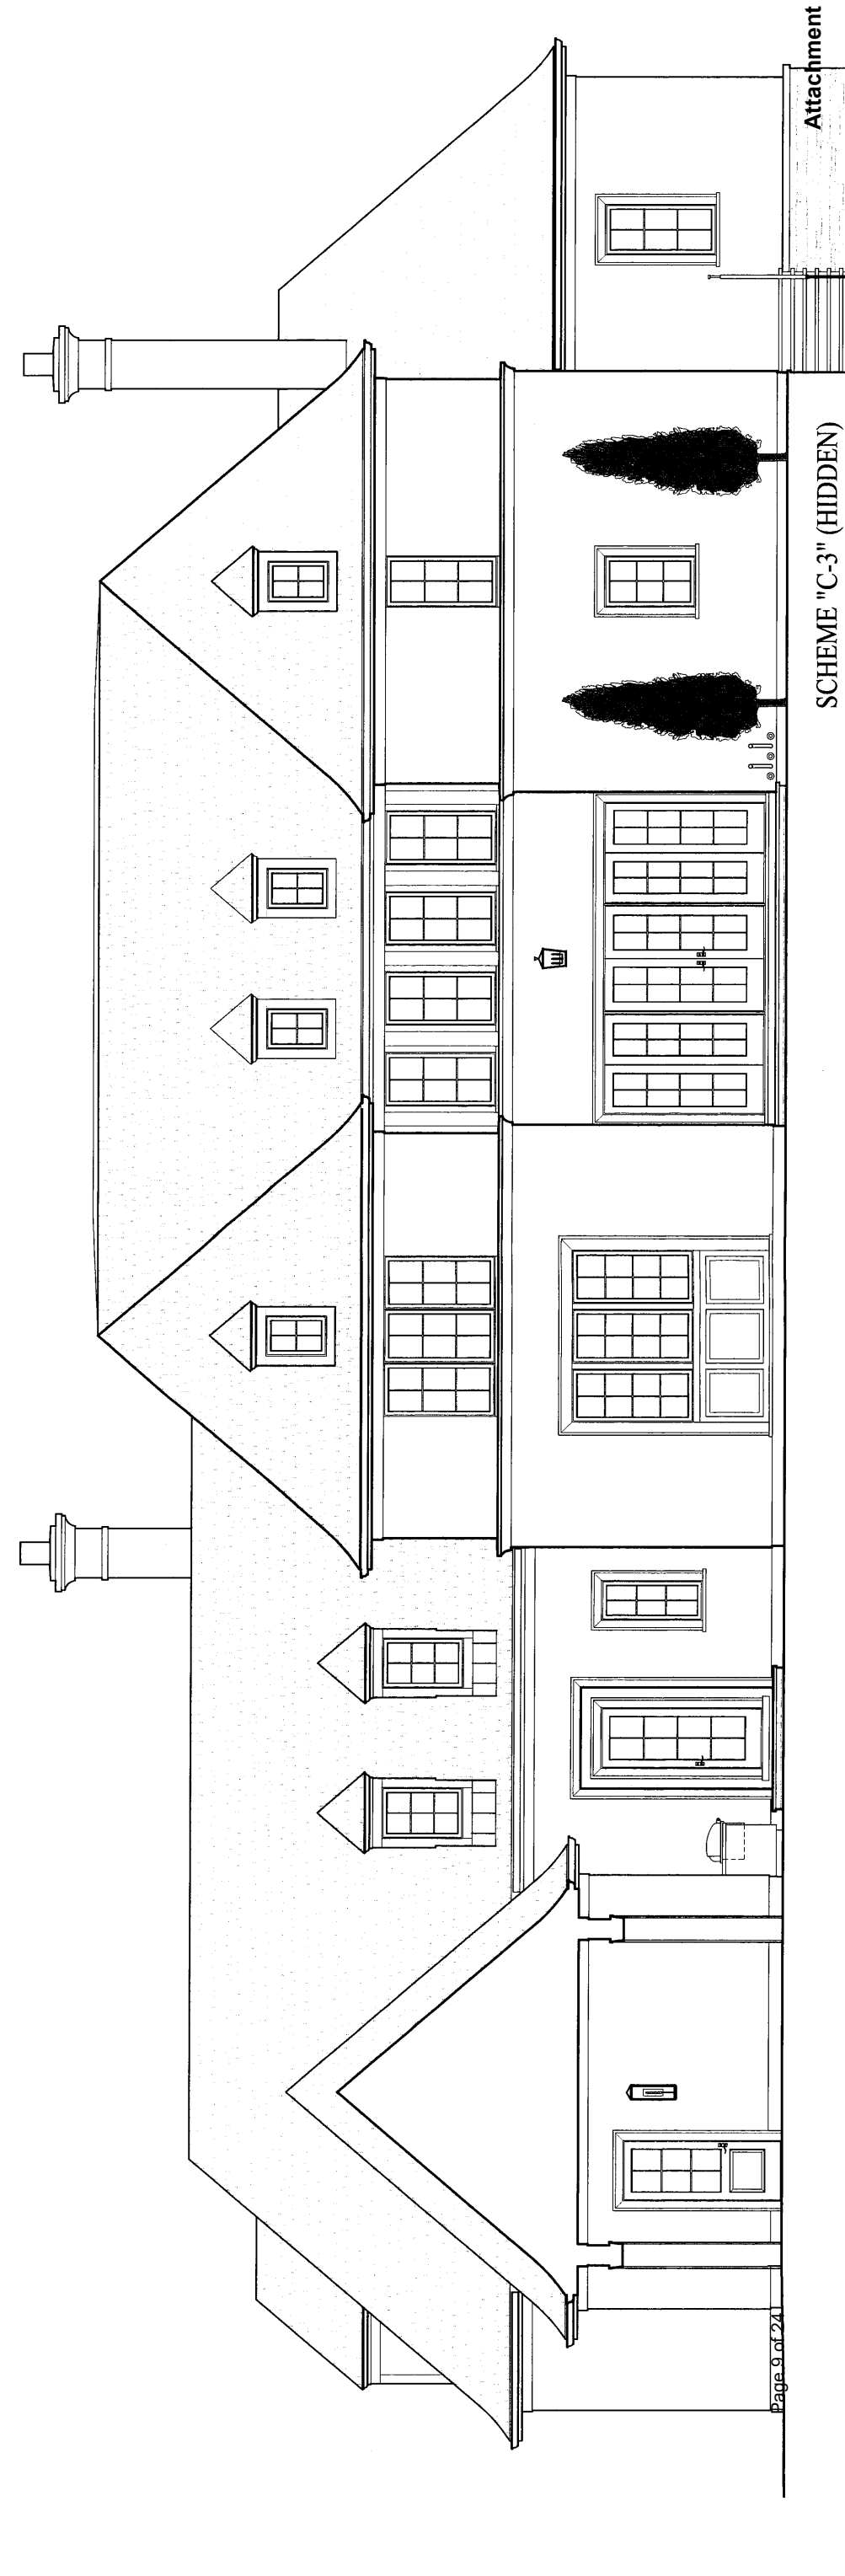 Attachment
SCHEME "C-3" (HIDDEN)
Page 9 of 24